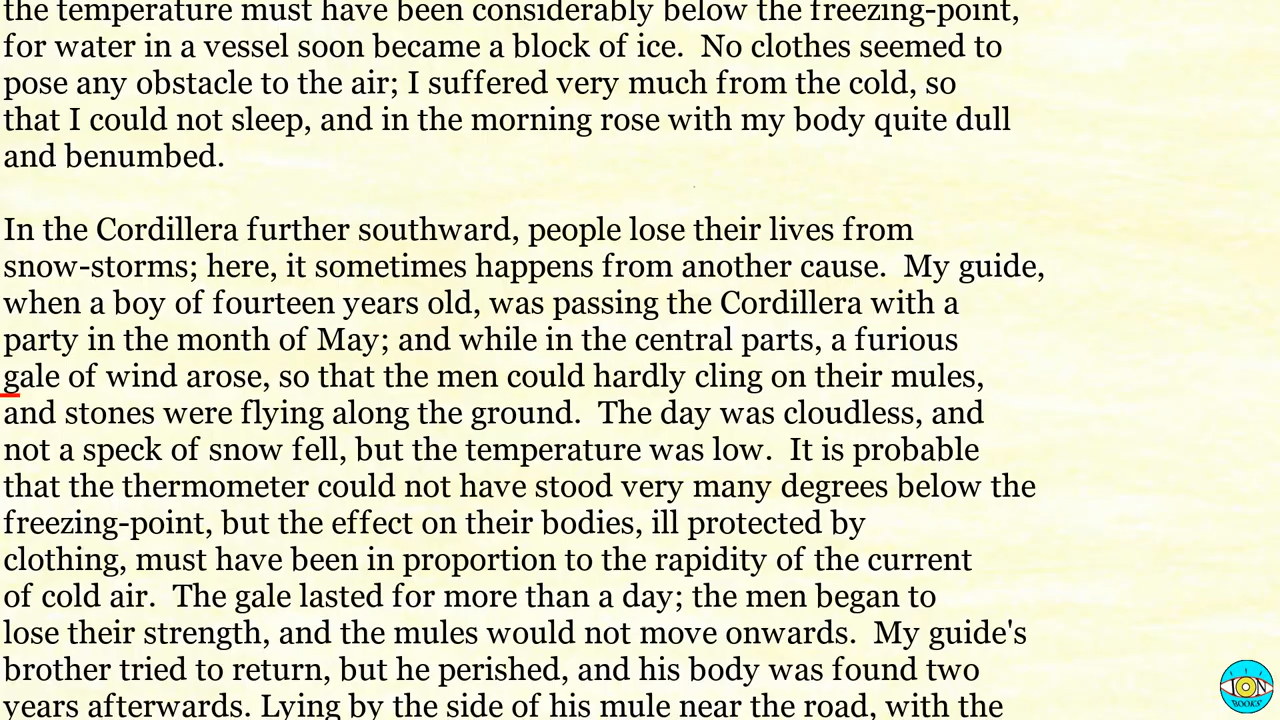 the temperature must have been considerably below the freezing-point,
for water in a vessel soon became a block of ice.  No clothes seemed to
pose any obstacle to the air; I suffered very much from the cold, so
that I could not sleep, and in the morning rose with my body quite dull
and benumbed.
In the Cordillera further southward, people lose their lives from
snow-storms; here, it sometimes happens from another cause.  My guide,
when a boy of fourteen years old, was passing the Cordillera with a
party in the month of May; and while in the central parts, a furious
gale of wind arose, so that the men could hardly cling on their mules,
and stones were flying along the ground.  The day was cloudless, and
not a speck of snow fell, but the temperature was low.  It is probable
that the thermometer could not have stood very many degrees below the
freezing-point, but the effect on their bodies, ill protected by
clothing, must have been in proportion to the rapidity of the current
of cold air.  The gale lasted for more than a day; the men began to
lose their strength, and the mules would not move onwards.  My guide's
brother tried to return, but he perished, and his body was found two
years afterwards. Lying by the side of his mule near the road, with the
ION
BOOKS